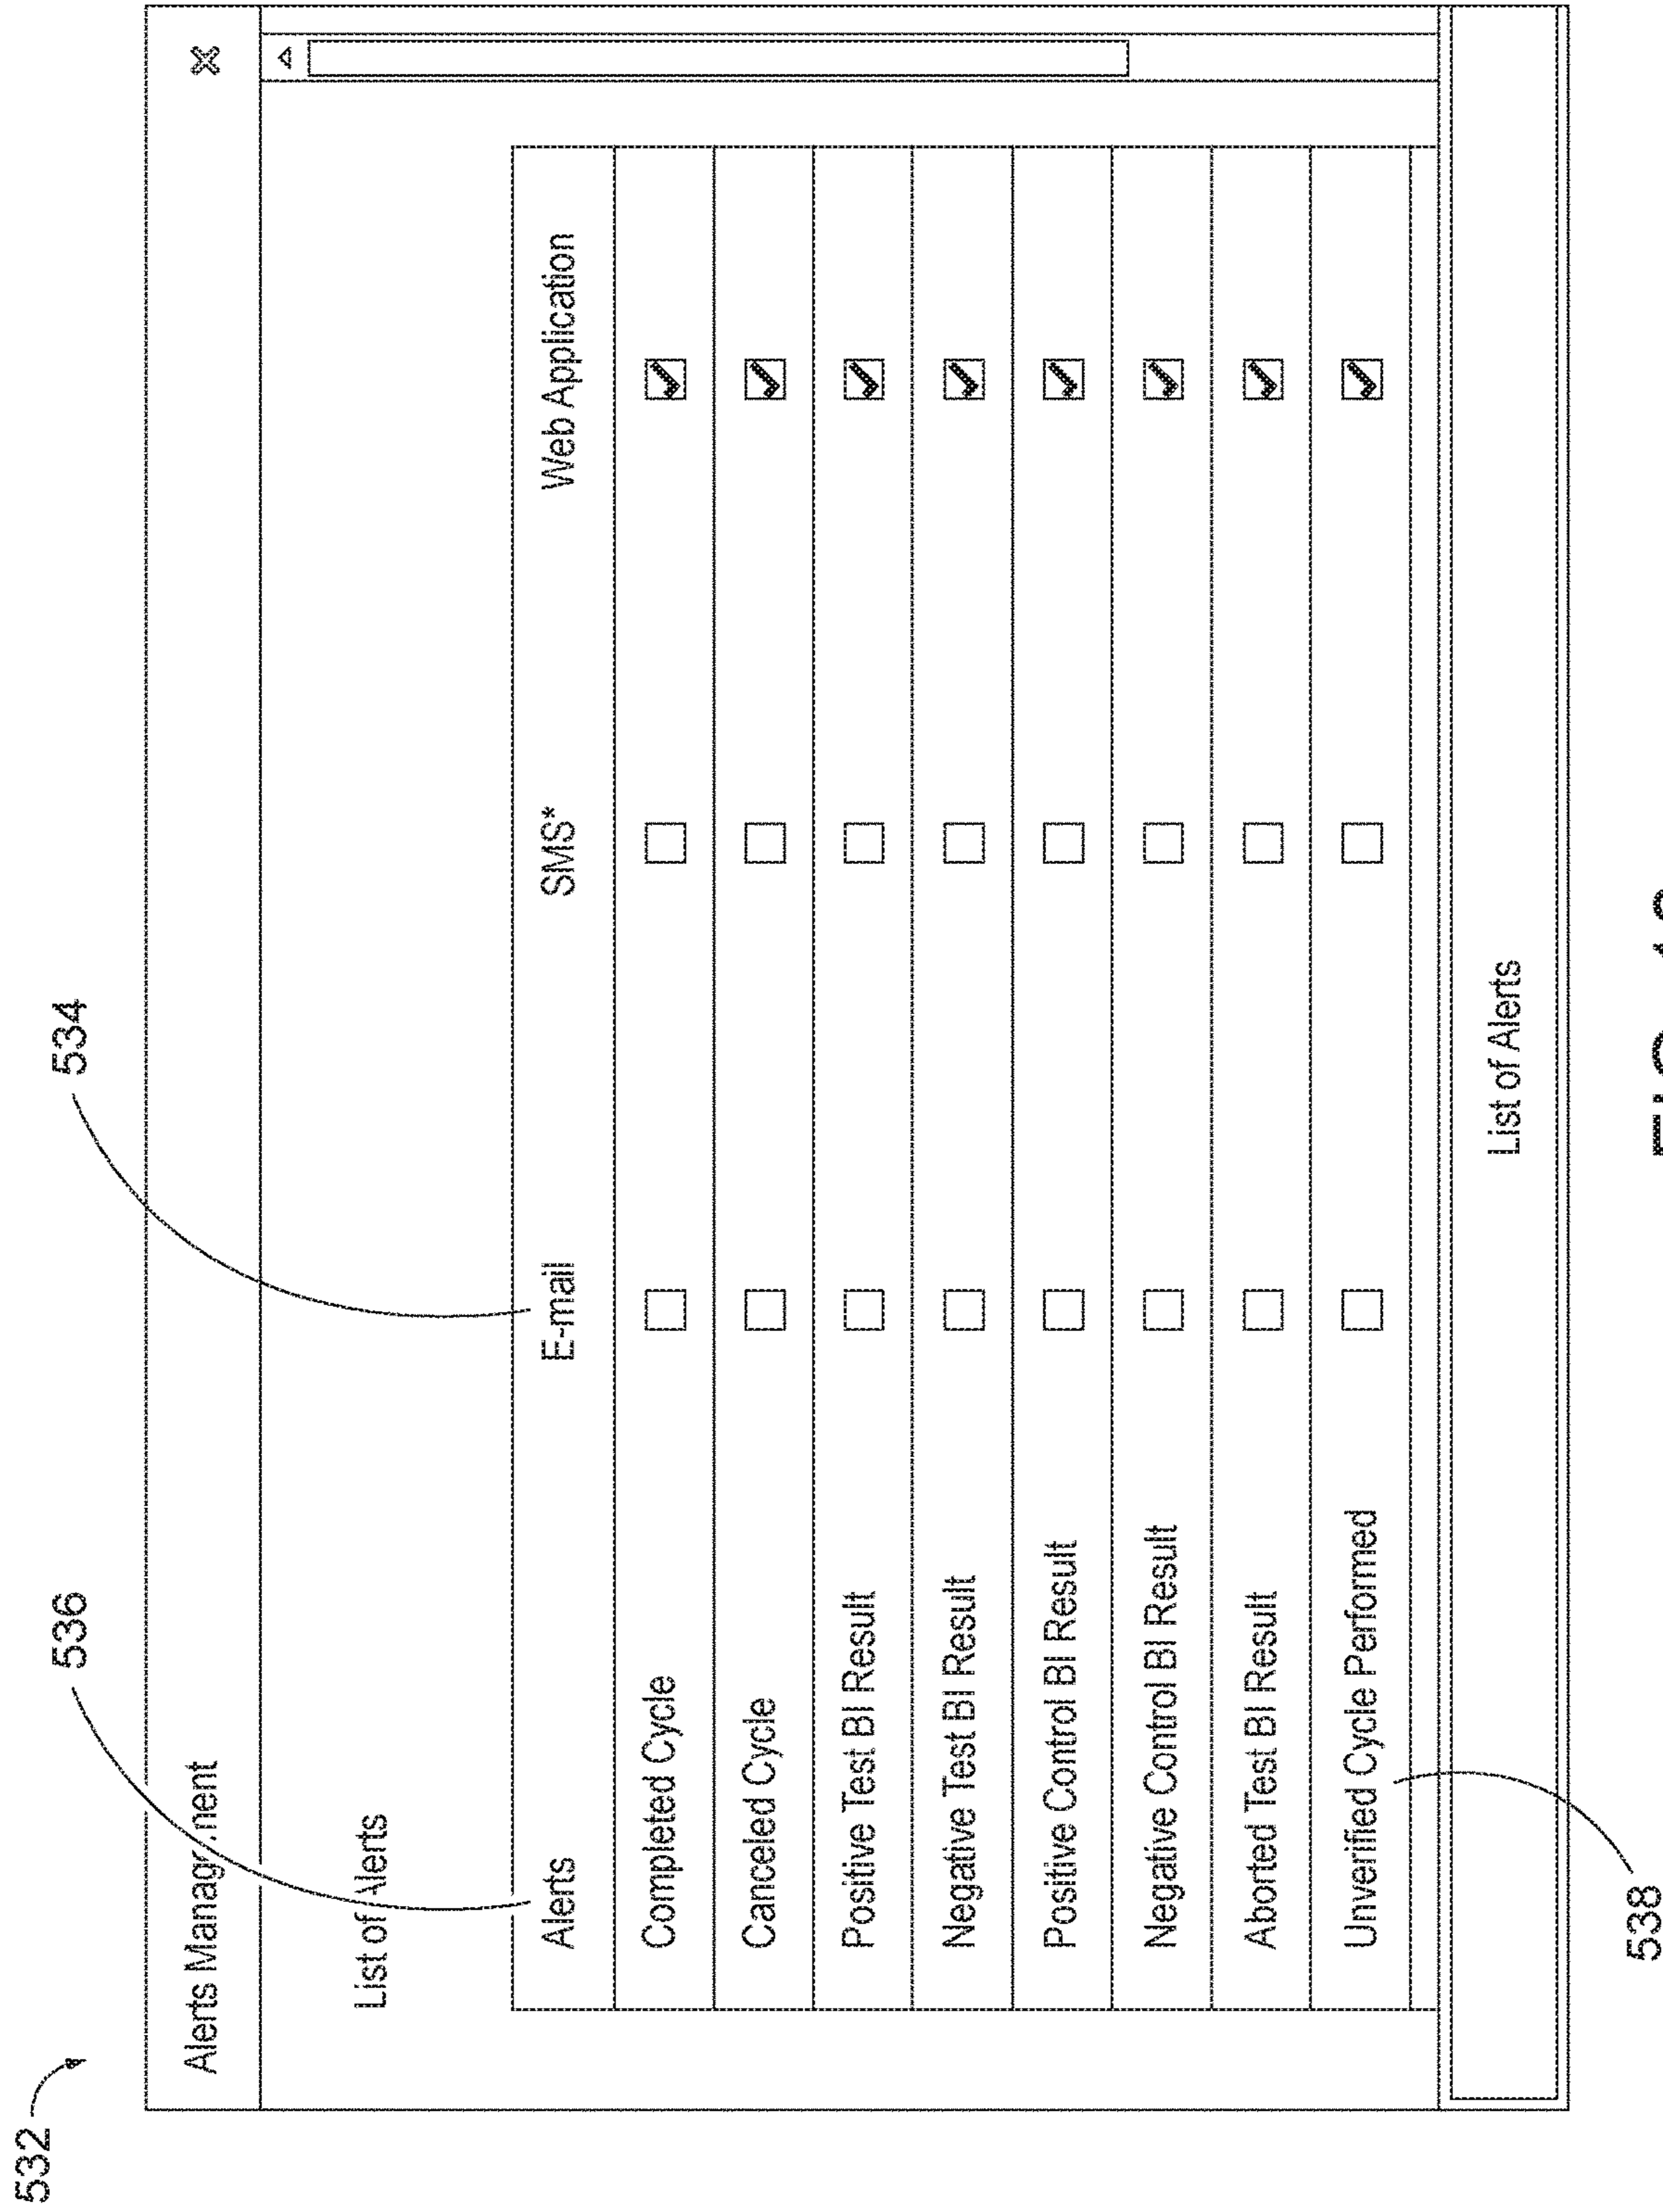 532
536
534
Alerts Manag ment
List of Alerts
Alerts E-mail SMS* Web Application
Completed Cycle
Canceled Cycle
Positive Test BI Result
Negative Test BI Result
Positive Control BI Result
Negative Control BI Result
Aborted Test BI Result
Unverified Cycle Performed
List of Alerts
538